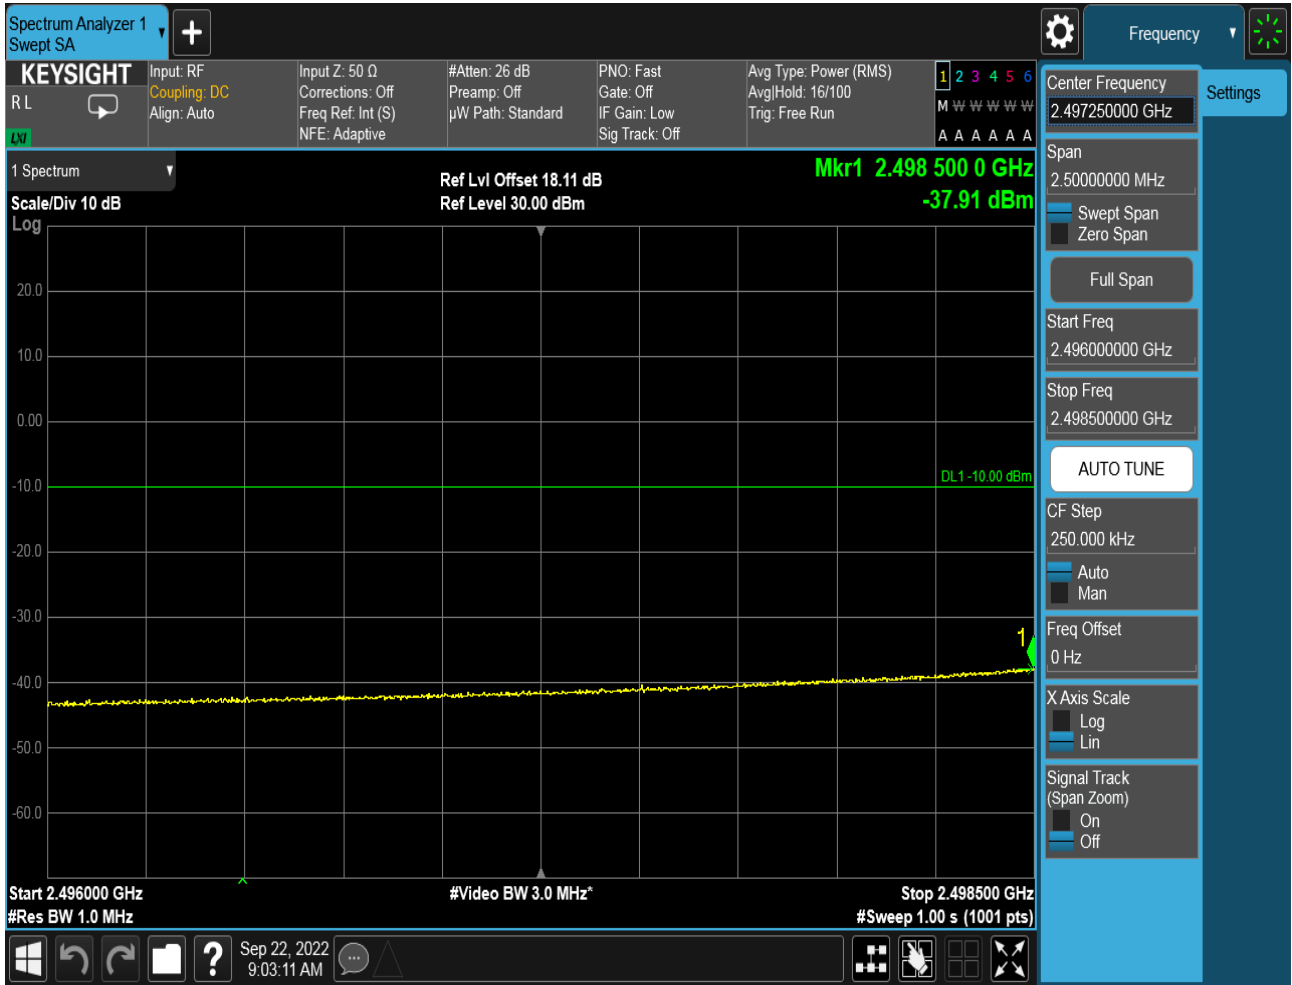 Spectrum Analyzer 1
Swept SA
Frequency
KEYSIGHT
R L
LXI
Input: RF
Coupling: DC
Align: Auto
Input Z: 50 Ω
Corrections: Off
Freq Ref: Int (S)
NFE: Adaptive
#Atten: 26 dB
Preamp: Off
µW Path: Standard
PNO: Fast
Gate: Off
IF Gain: Low
Sig Track: Off
Avg Type: Power (RMS)
Avg|Hold: 16/100
Trig: Free Run
1 2 3 4 5 6
M W W W W W
A A A A A A
1 Spectrum
Scale/Div 10 dB
Log
Ref Lvl Offset 18.11 dB
Ref Level 30.00 dBm
Mkr1 2.498 500 0 GHz
-37.91 dBm
20.0
10.0
0.00
-10.0
-20.0
-30.0
-40.0
-50.0
-60.0
DL1 -10.00 dBm
1
Start 2.496000 GHz
#Res BW 1.0 MHz
#Video BW 3.0 MHz*
Stop 2.498500 GHz
#Sweep 1.00 s (1001 pts)
Sep 22, 2022
9:03:11 AM
Center Frequency
2.497250000 GHz
Settings
Span
2.50000000 MHz
Swept Span
Zero Span
Full Span
Start Freq
2.496000000 GHz
Stop Freq
2.498500000 GHz
AUTO TUNE
CF Step
250.000 kHz
Auto
Man
Freq Offset
0 Hz
X Axis Scale
Log
Lin
Signal Track
(Span Zoom)
On
Off